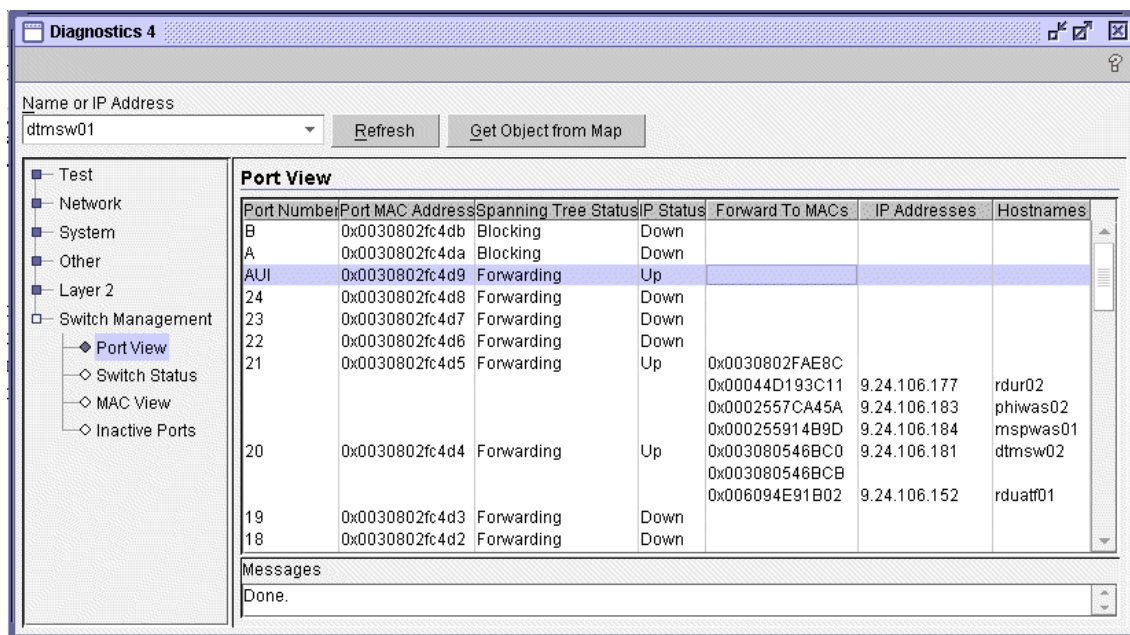 Diagnostics 4
Name or IP Address
dtmsw01
Refresh
Get Object from Map
Test
Network
System
Other
Layer 2
Switch Management
Port View
Switch Status
MAC View
Inactive Ports
Port View
Port Number Port MAC Address Spanning Tree Status IP Status Forward To MACs IP Addresses Hostnames
B 0x0030802fc4db Blocking Down
A 0x0030802fc4da Blocking Down
AUI 0x0030802fc4d9 Forwarding Up
24 0x0030802fc4d8 Forwarding Down
23 0x0030802fc4d7 Forwarding Down
22 0x0030802fc4d6 Forwarding Down
21 0x0030802fc4d5 Forwarding Up 0x0030802FAE8C
0x00044D193C11 9.24.106.177 rdur02
0x0002557CA45A 9.24.106.183 phiwas02
0x000255914B9D 9.24.106.184 mspwas01
20 0x0030802fc4d4 Forwarding Up 0x003080546BC0 9.24.106.181 dtmsw02
0x003080546BCB
0x006094E91B02 9.24.106.152 rduatf01
19 0x0030802fc4d3 Forwarding Down
18 0x0030802fc4d2 Forwarding Down
Messages
Done.